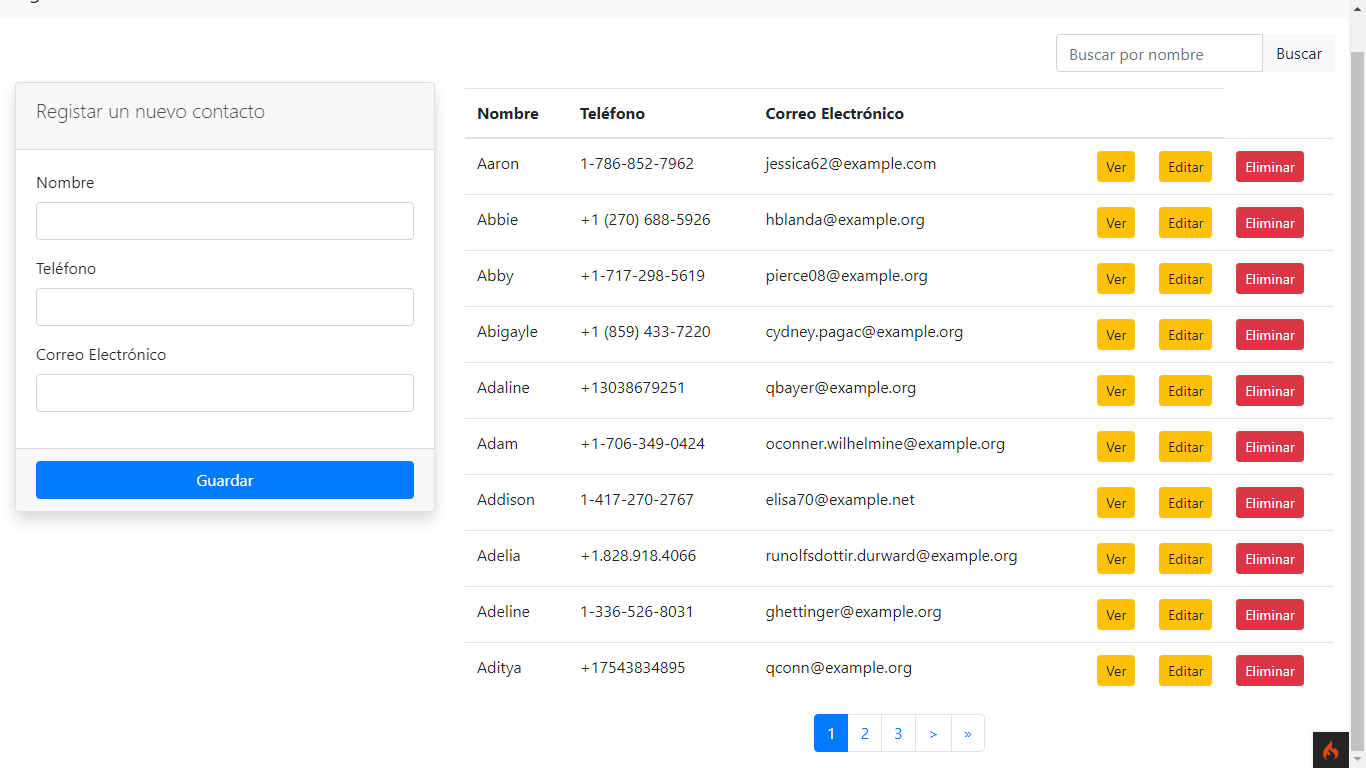 Buscar por nombre Buscar
Registar un nuevo contacto
Nombre
Teléfono
Correo Electrónico
Guardar
Nombre Teléfono Correo Electrónico
Aaron 1-786-852-7962 jessica62@example.com Ver Editar Eliminar
Abbie +1 (270) 688-5926 hblanda@example.org Ver Editar Eliminar
Abby +1-717-298-5619 pierce08@example.org Ver Editar Eliminar
Abigayle +1 (859) 433-7220 cydney.pagac@example.org Ver Editar Eliminar
Adaline +13038679251 qbayer@example.org Ver Editar Eliminar
Adam +1-706-349-0424 oconner.wilhelmine@example.org Ver Editar Eliminar
Addison 1-417-270-2767 elisa70@example.net Ver Editar Eliminar
Adelia +1.828.918.4066 runolfsdottir.durward@example.org Ver Editar Eliminar
Adeline 1-336-526-8031 ghettinger@example.org Ver Editar Eliminar
Aditya +17543834895 qconn@example.org Ver Editar Eliminar
1 2 3 > »